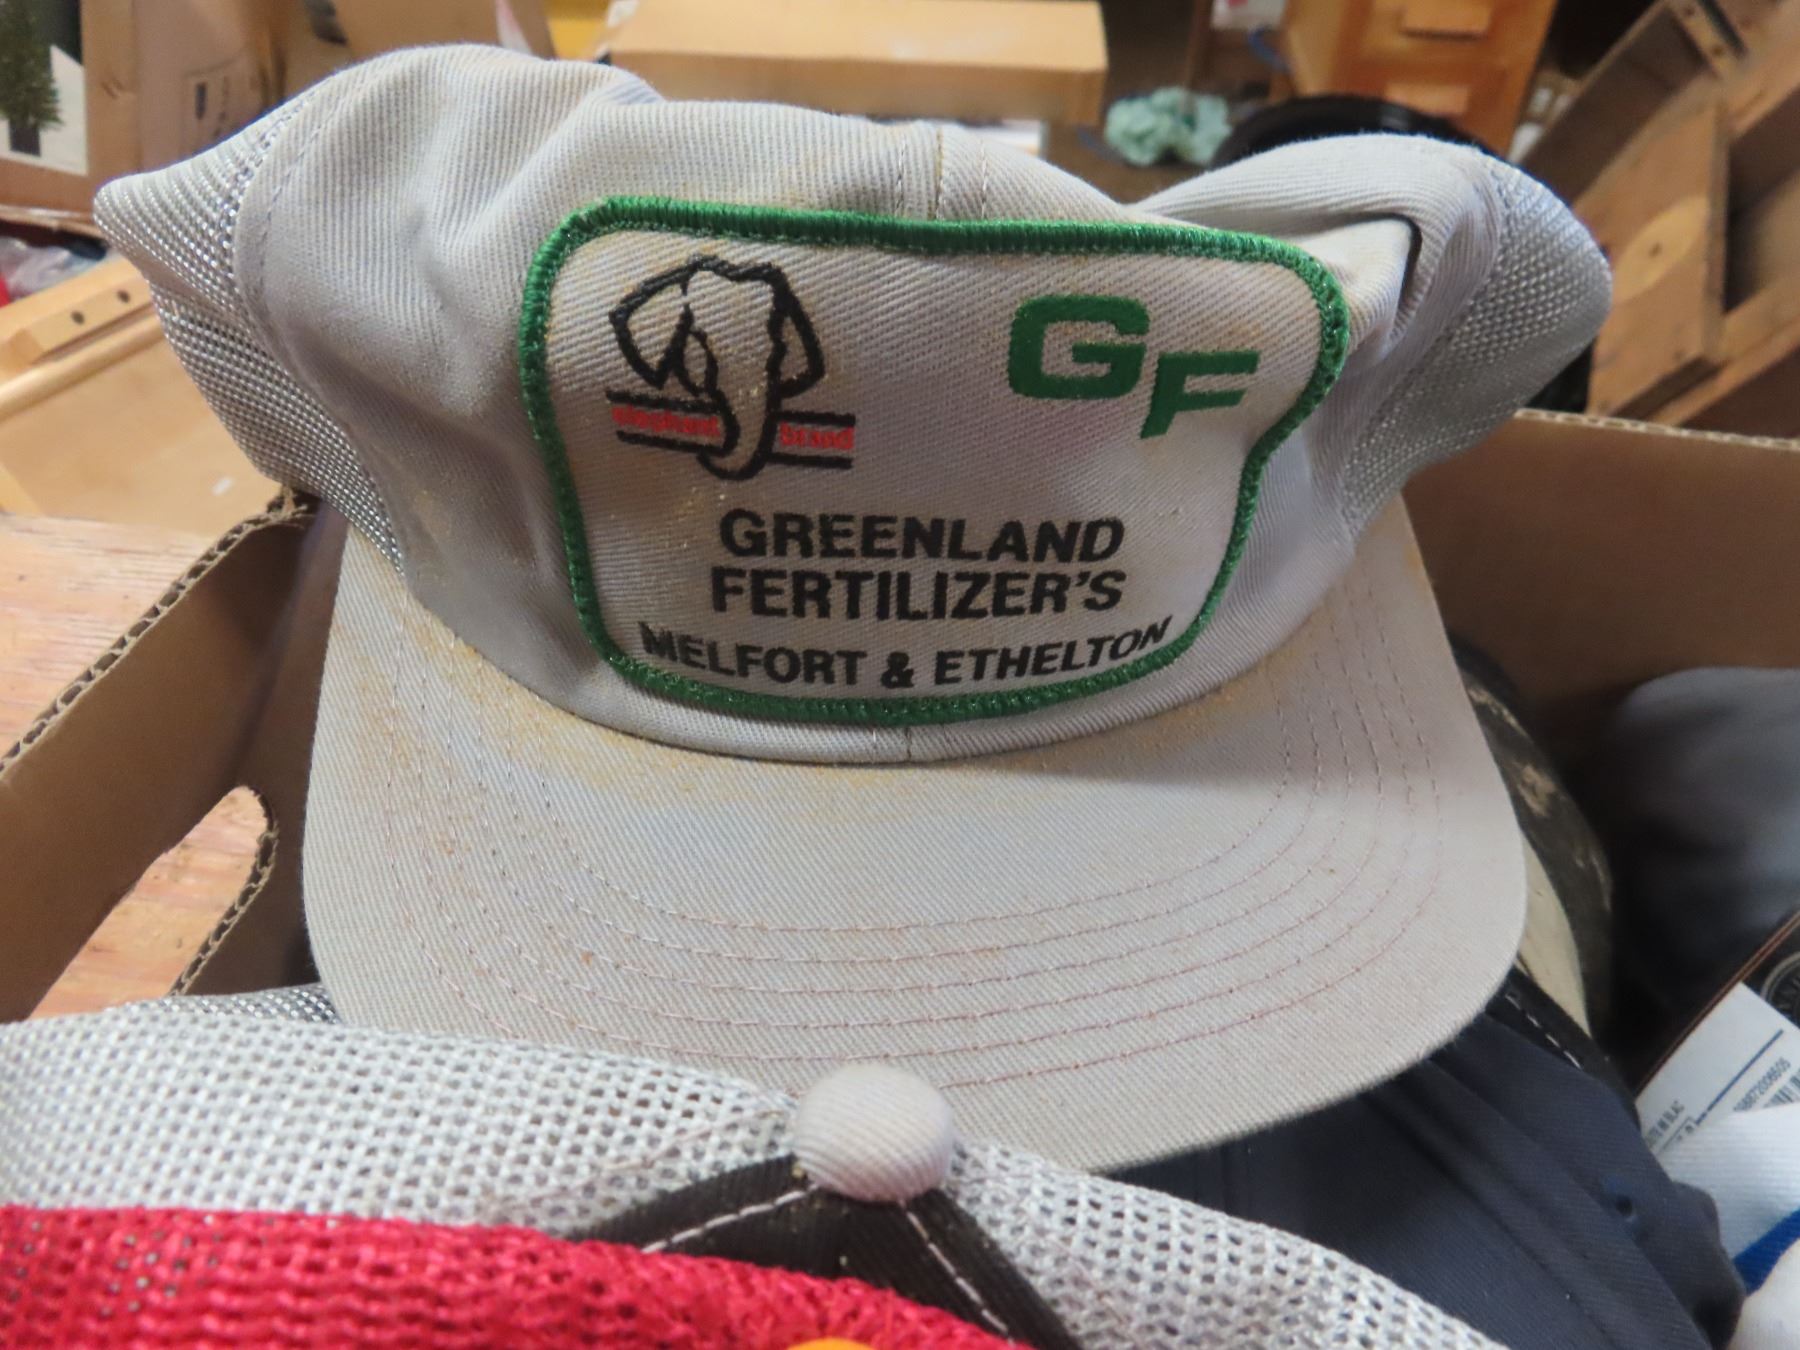 elephant brand
GF
GREENLAND
FERTILIZER'S
MELFORT & ETHELTON